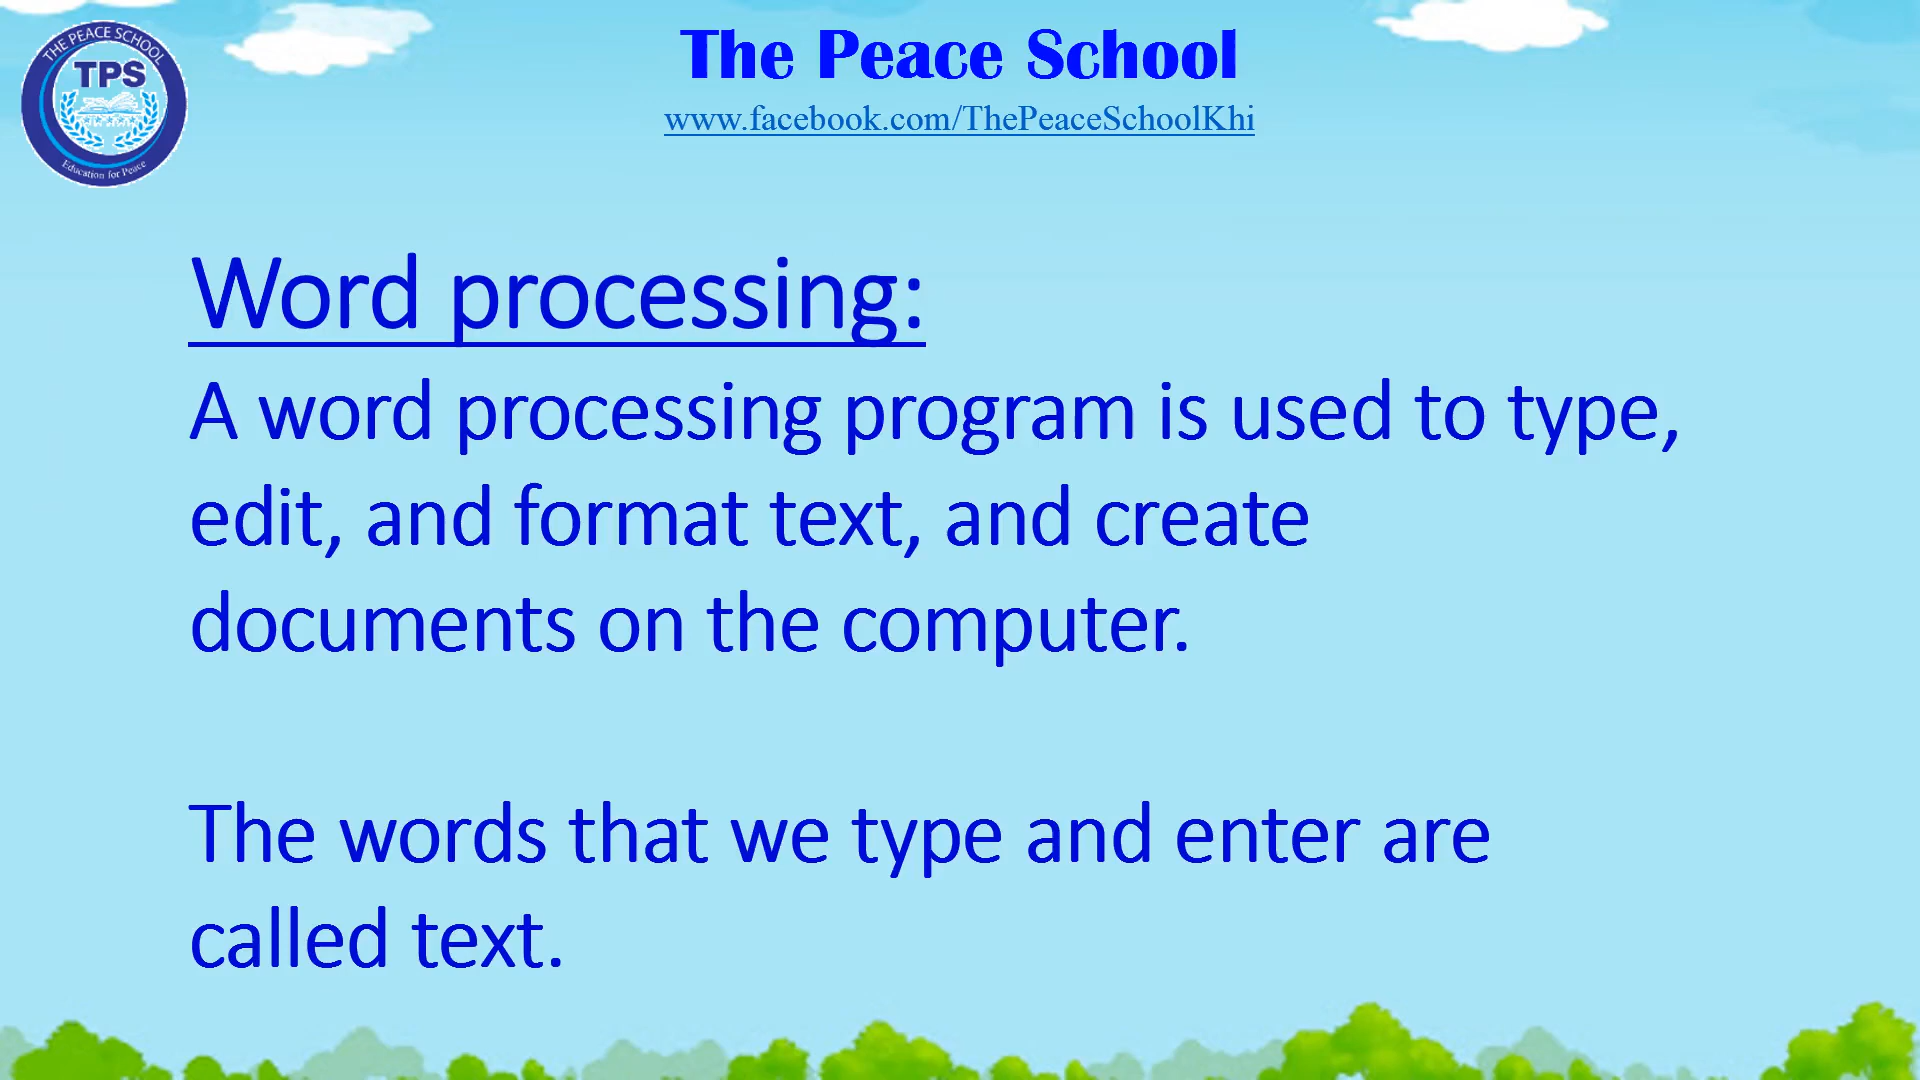 THE PEACE SCHOOL
TPS
Education for Peace
The Peace School
www.facebook.com/ThePeaceSchoolKhi
Word processing:
A word processing program is used to type,
edit, and format text, and create
documents on the computer.
The words that we type and enter are
called text.